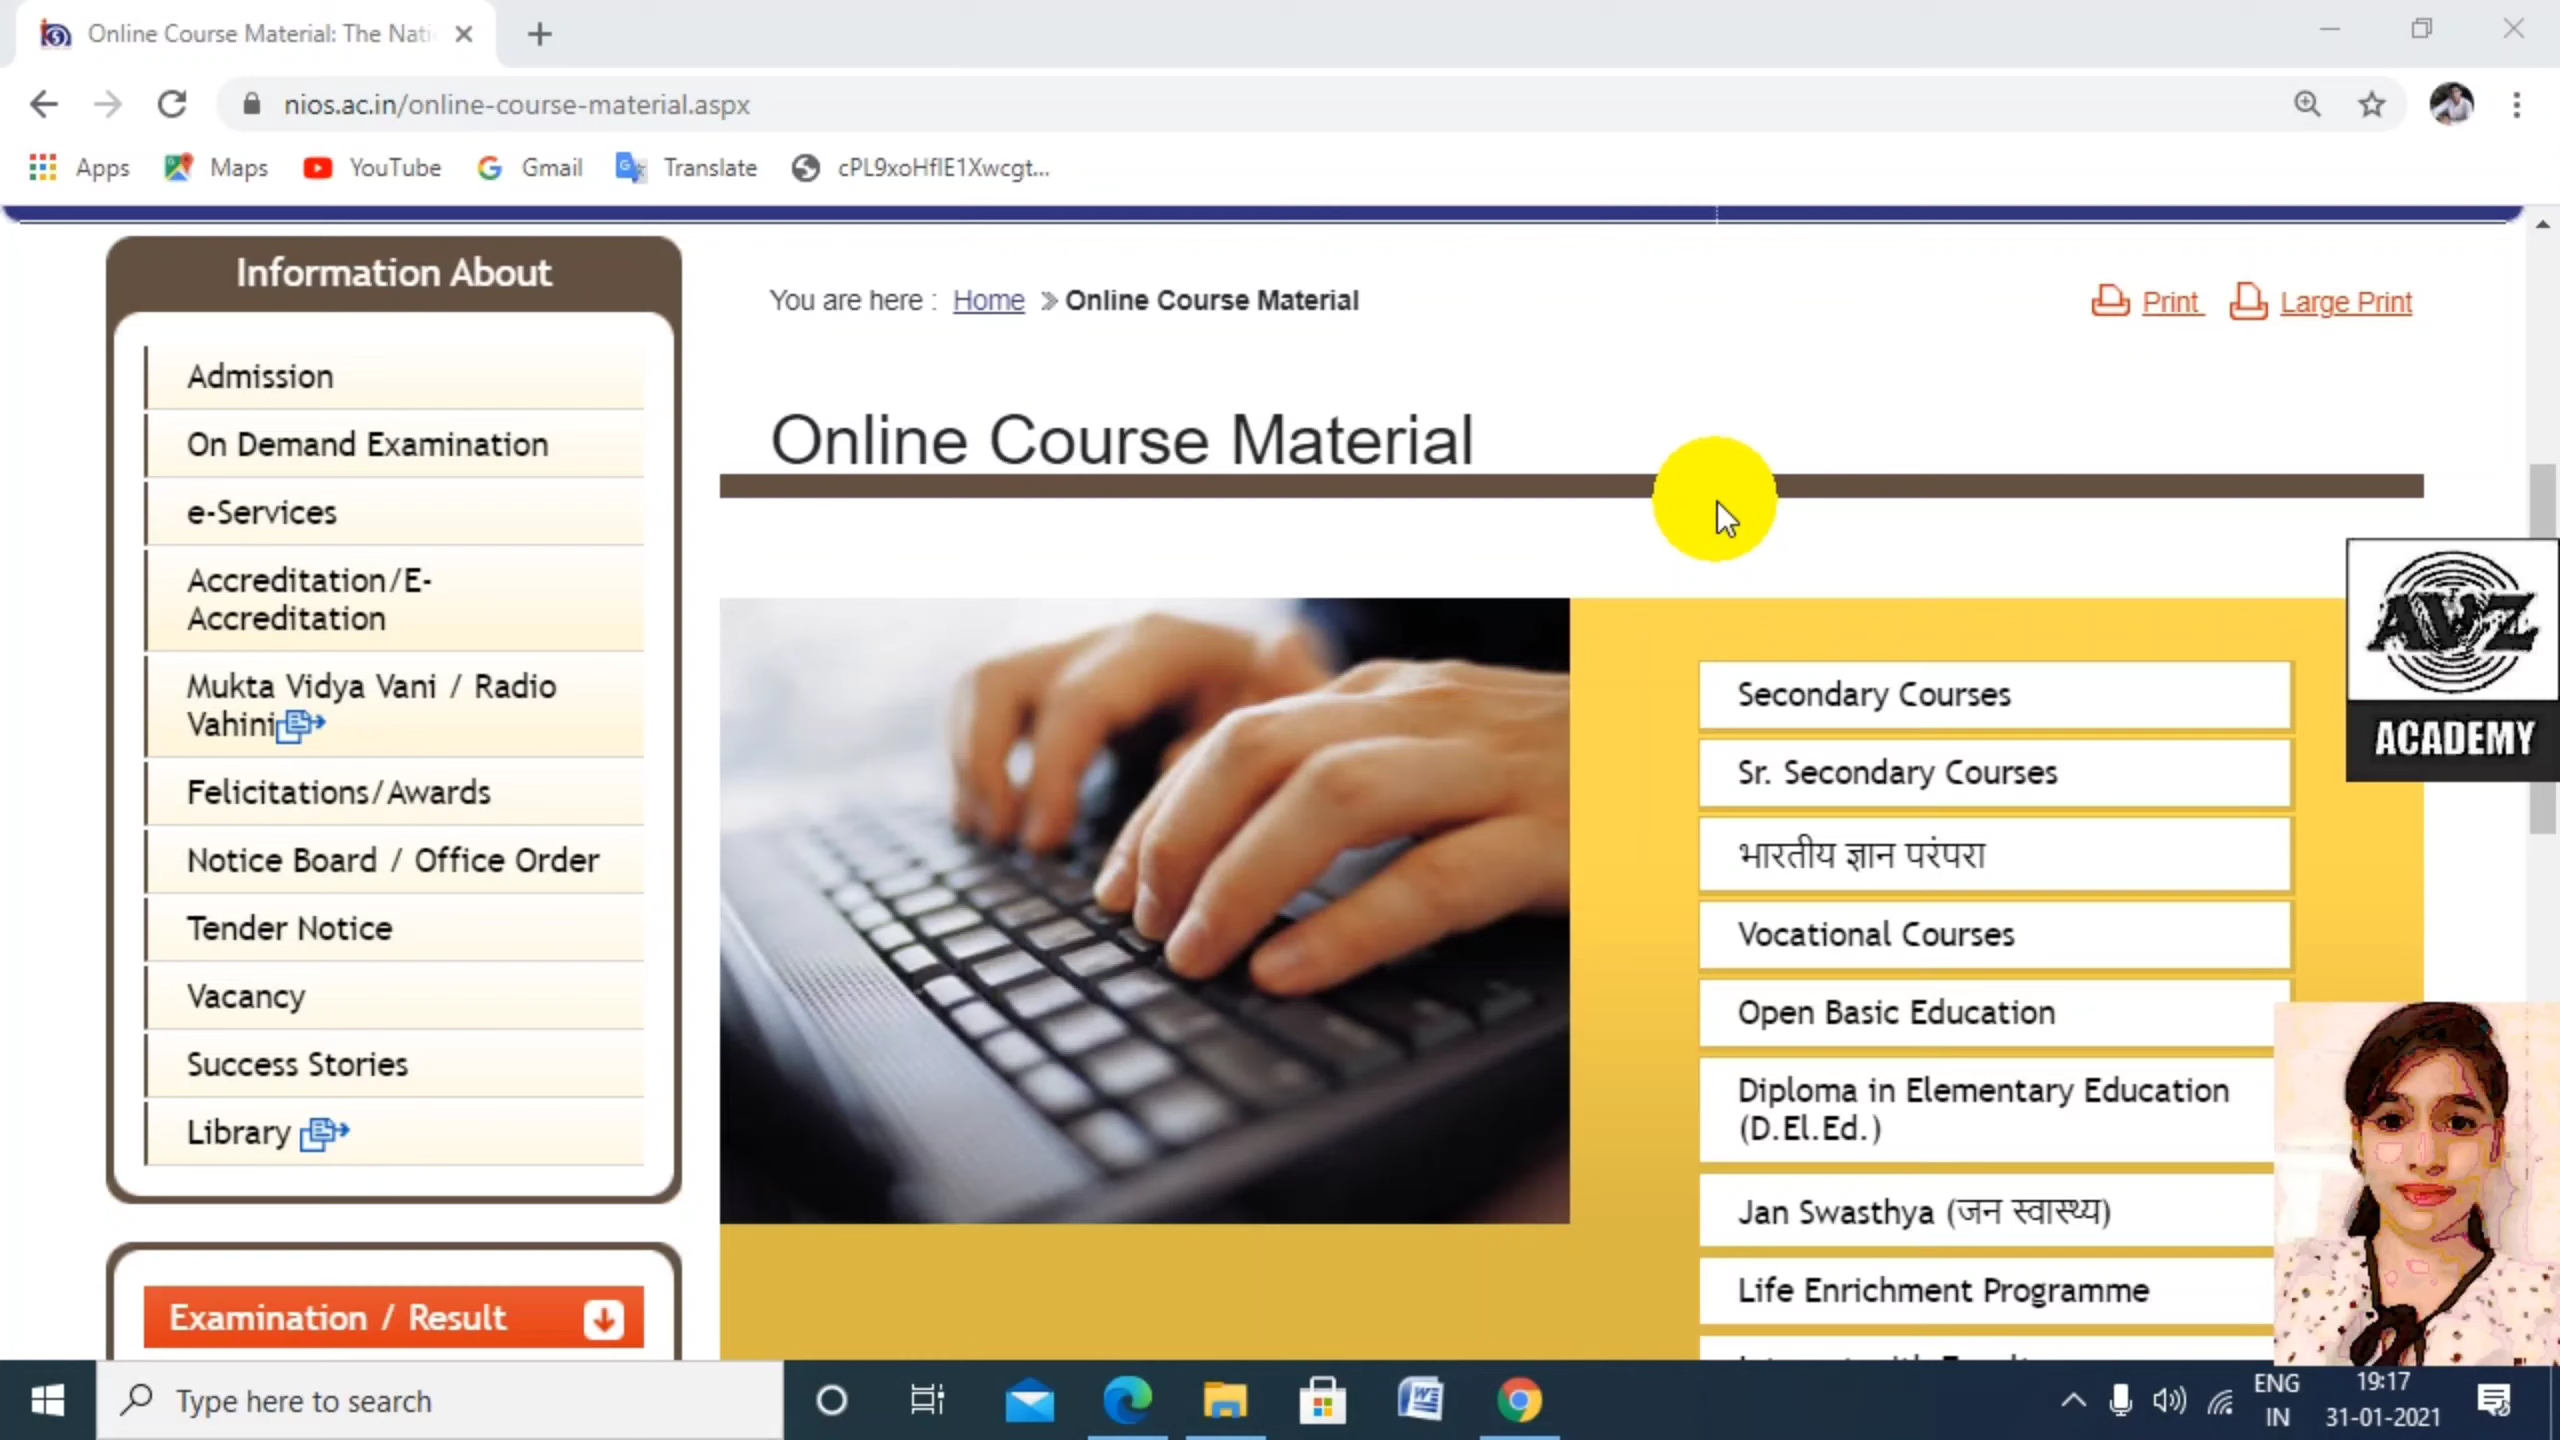 Online Course Material: The Nati
nios.ac.in/online-course-material.aspx
Apps Maps YouTube Gmail Translate cPL9xoHflE1Xwcgt...
Information About
Admission
On Demand Examination
e-Services
Accreditation/E-
Accreditation
Mukta Vidya Vani / Radio
Vahini
Felicitations/Awards
Notice Board / Office Order
Tender Notice
Vacancy
Success Stories
Library
Examination / Result
You are here : Home » Online Course Material
Print Large Print
Online Course Material
Secondary Courses
Sr. Secondary Courses
भारतीय ज्ञान परंपरा
Vocational Courses
Open Basic Education
Diploma in Elementary Education
(D.El.Ed.)
Jan Swasthya (जन स्वास्थ्य)
Life Enrichment Programme
AVZ
ACADEMY
Type here to search
ENG
IN
19:17
31-01-2021